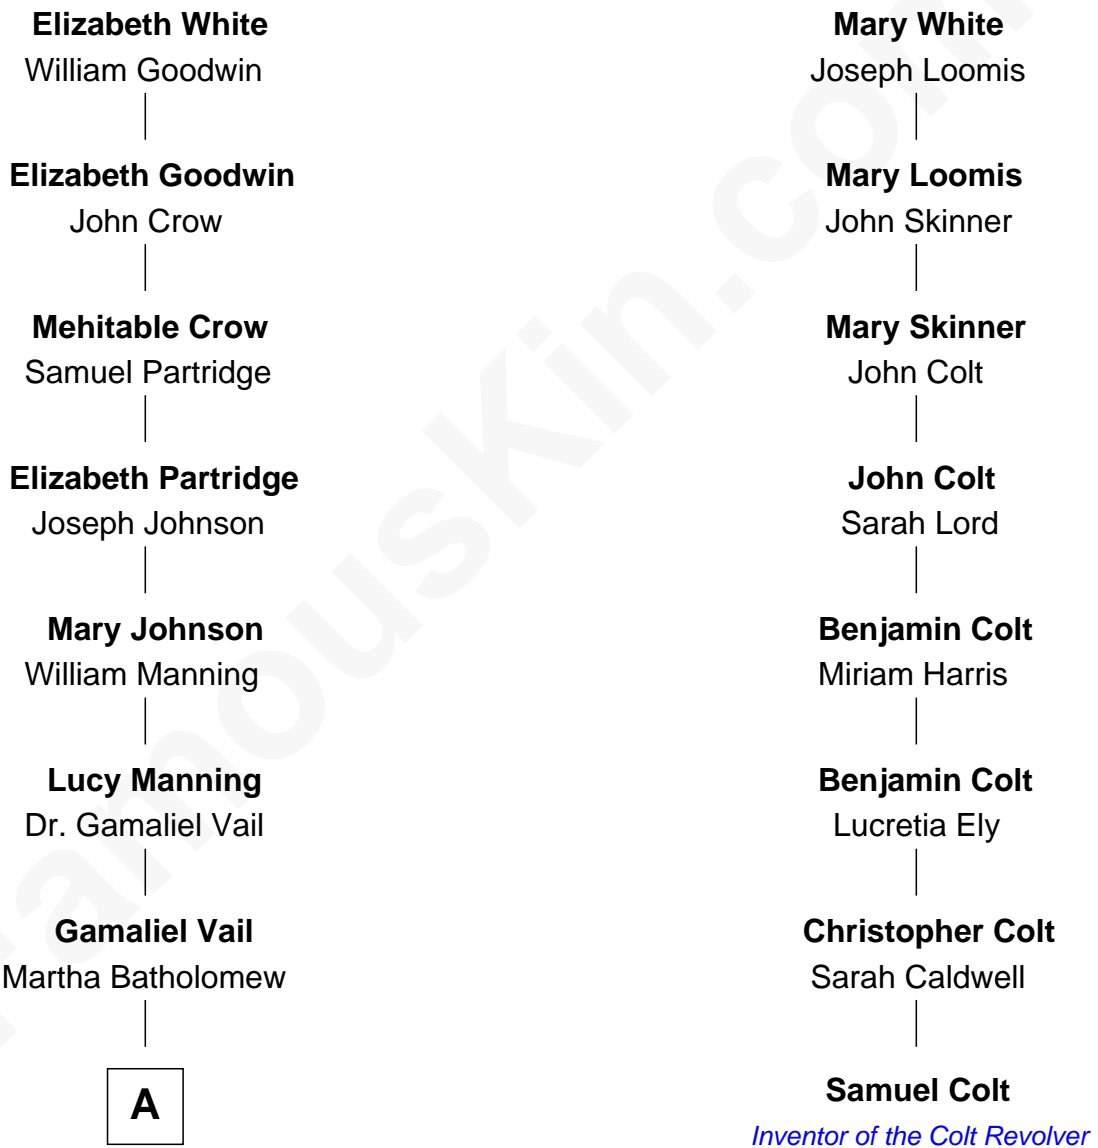 Elizabeth White
William Goodwin
Elizabeth Goodwin
John Crow
Mehitable Crow
Samuel Partridge
Elizabeth Partridge
Joseph Johnson
Mary Johnson
William Manning
Lucy Manning
Dr. Gamaliel Vail
Gamaliel Vail
Martha Batholomew
A
Mary White
Joseph Loomis
Mary Loomis
John Skinner
Mary Skinner
John Colt
John Colt
Sarah Lord
Benjamin Colt
Miriam Harris
Benjamin Colt
Lucretia Ely
Christopher Colt
Sarah Caldwell
Samuel Colt
Inventor of the Colt Revolver
FamousKin.com